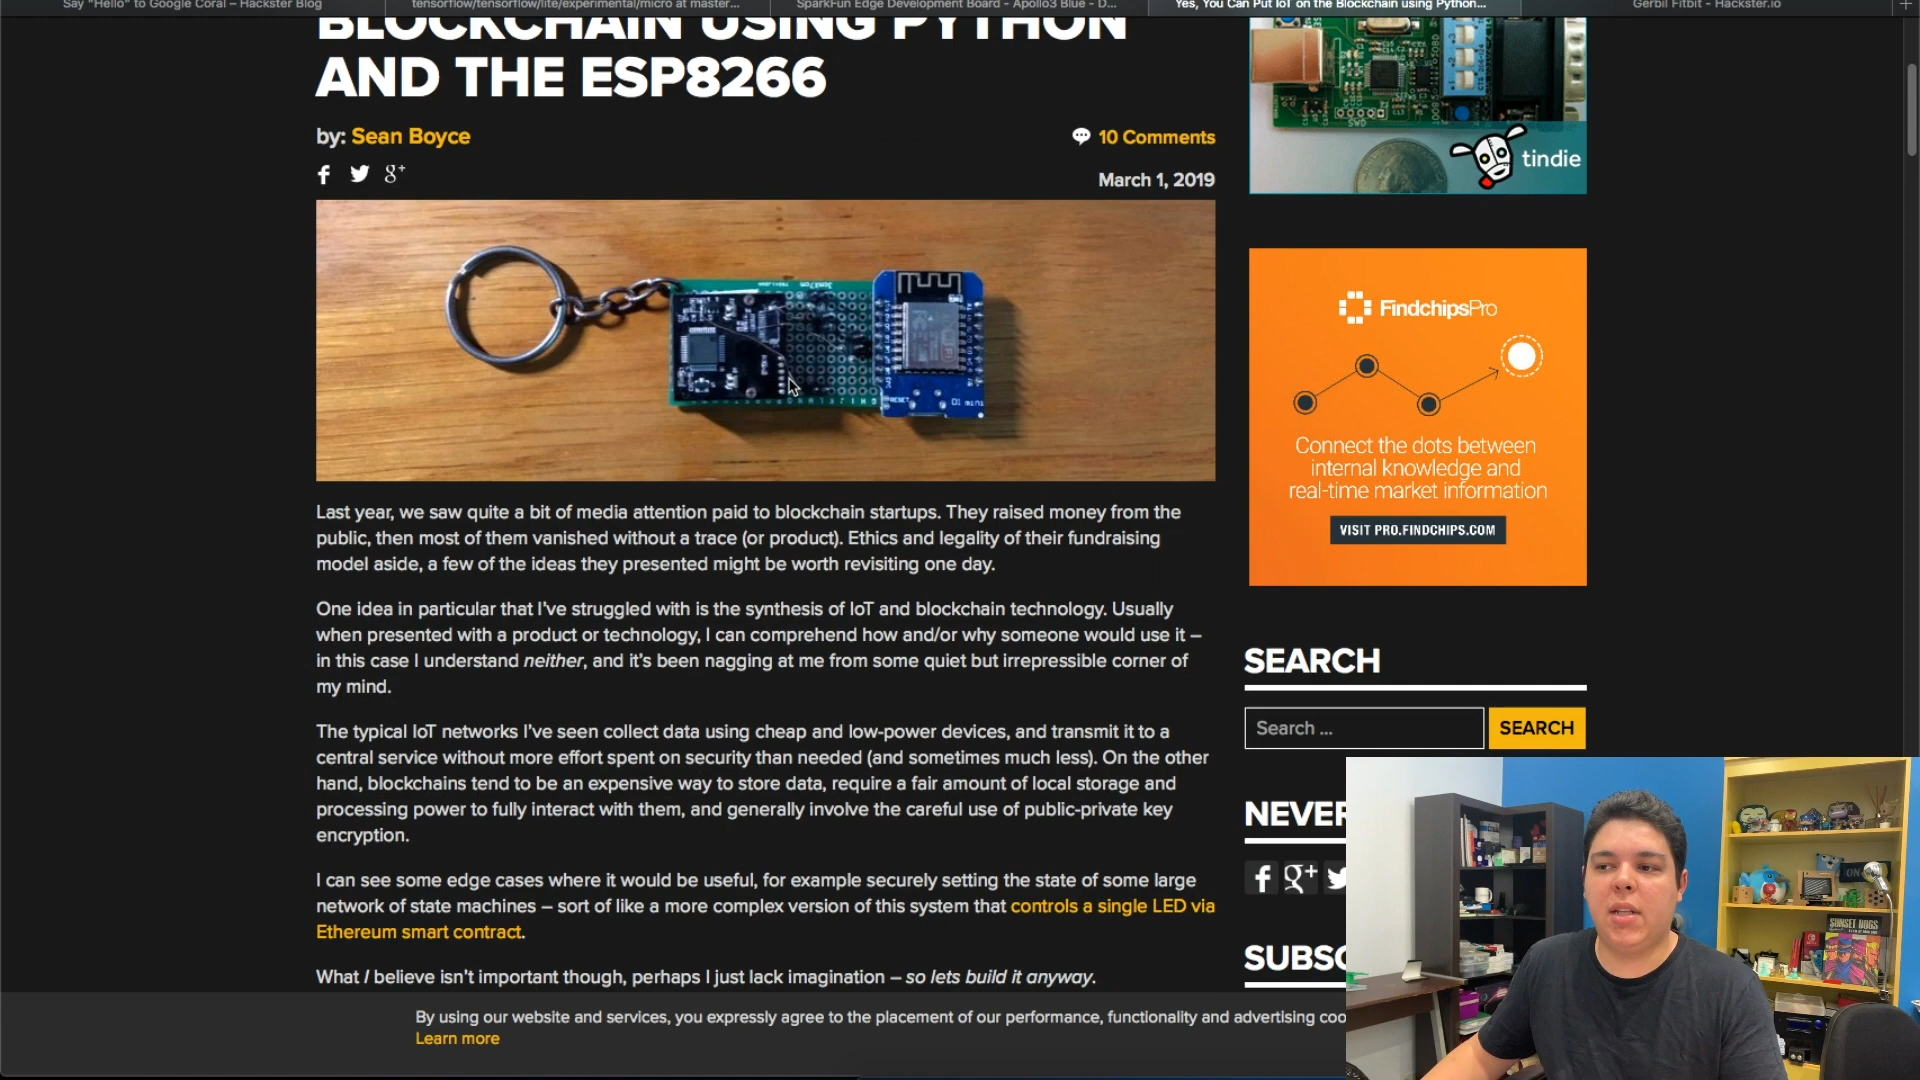 Say "Hello" to Google Coral – Hackster Blog
tensorflow/tensorflow/lite/experimental/micro at master...
SparkFun Edge Development Board - Apollo3 Blue - D...
Yes, You Can Put IoT on the Blockchain using Python...
Gerbil Fitbit - Hackster.io
BLOCKCHAIN USING PYTHON
AND THE ESP8266
by: Sean Boyce
10 Comments
March 1, 2019
tindie
FindchipsPro
Connect the dots between
internal knowledge and
real-time market information
VISIT PRO.FINDCHIPS.COM
RESET
D1 mini
Last year, we saw quite a bit of media attention paid to blockchain startups. They raised money from the
public, then most of them vanished without a trace (or product). Ethics and legality of their fundraising
model aside, a few of the ideas they presented might be worth revisiting one day.
One idea in particular that I've struggled with is the synthesis of IoT and blockchain technology. Usually
when presented with a product or technology, I can comprehend how and/or why someone would use it –
in this case I understand neither, and it's been nagging at me from some quiet but irrepressible corner of
my mind.
The typical IoT networks I've seen collect data using cheap and low-power devices, and transmit it to a
central service without more effort spent on security than needed (and sometimes much less). On the other
hand, blockchains tend to be an expensive way to store data, require a fair amount of local storage and
processing power to fully interact with them, and generally involve the careful use of public-private key
encryption.
I can see some edge cases where it would be useful, for example securely setting the state of some large
network of state machines – sort of like a more complex version of this system that controls a single LED via
Ethereum smart contract.
What I believe isn't important though, perhaps I just lack imagination – so lets build it anyway.
SEARCH
Search ...
SEARCH
NEVER
SUBSC
By using our website and services, you expressly agree to the placement of our performance, functionality and advertising coo
Learn more
SUNSET